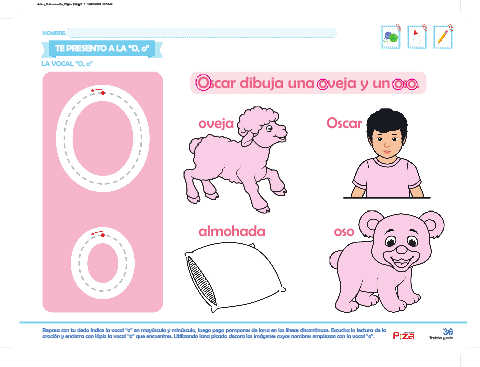 NOMBRE:
TE PRESENTO A LA "O, o"
LA VOCAL "O, o"
Oscar dibuja una oveja y un oso.
oveja
Oscar
almohada
oso
Repasa con tu dedo índice la vocal "o" en mayúscula y minúscula, luego pega pompones de lana en las líneas discontinuas. Escucha la lectura de la
oración y encierra con lápiz la vocal "o" que encuentres. Utilizando lana picada decora las imágenes cuyos nombres empiezan con la vocal "o".
36